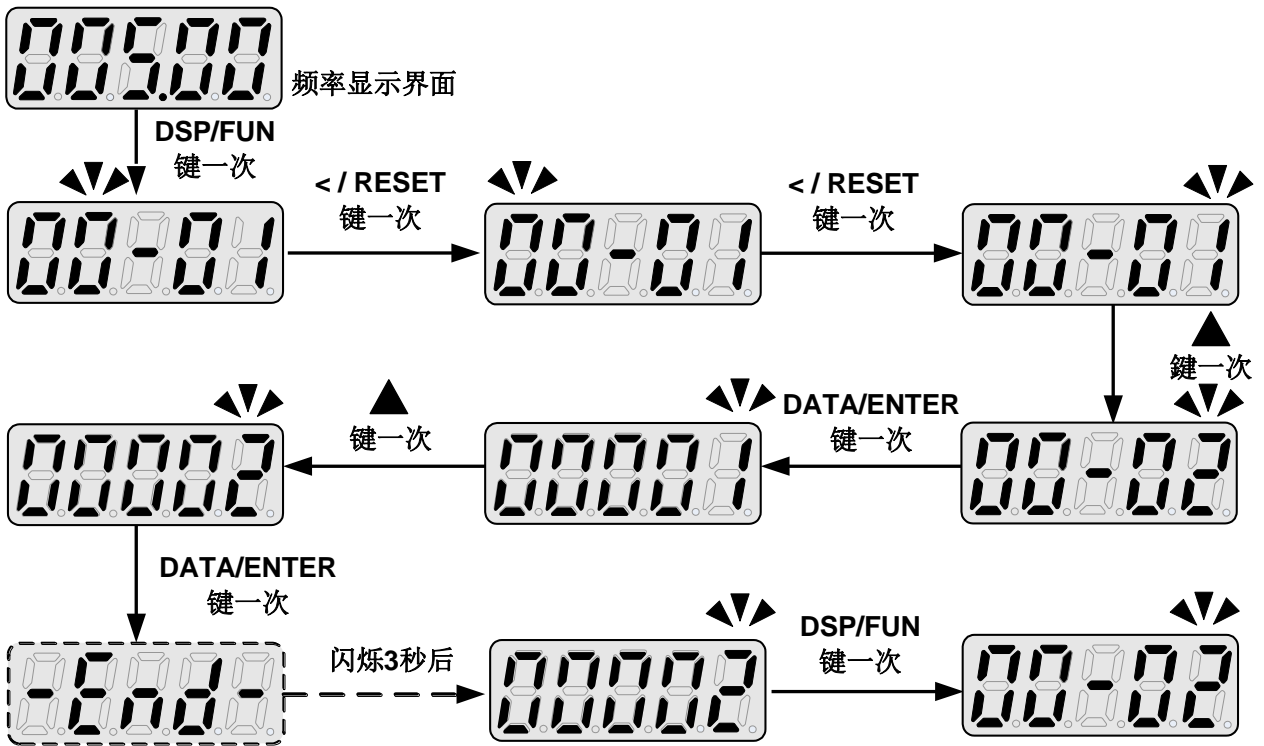 005.00
频率显示界面
DSP/FUN
键一次
00-01
< / RESET
键一次
00-01
< / RESET
键一次
00-01
鍵一次
00-02
DATA/ENTER
键一次
00001
键一次
00002
DATA/ENTER
键一次
-End-
闪烁3秒后
00002
DSP/FUN
键一次
00-02